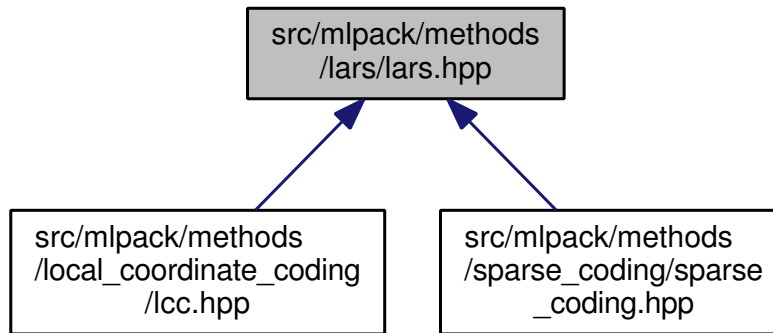 src/mlpack/methods
/lars/lars.hpp
src/mlpack/methods
/local_coordinate_coding
/lcc.hpp
src/mlpack/methods
/sparse_coding/sparse
_coding.hpp